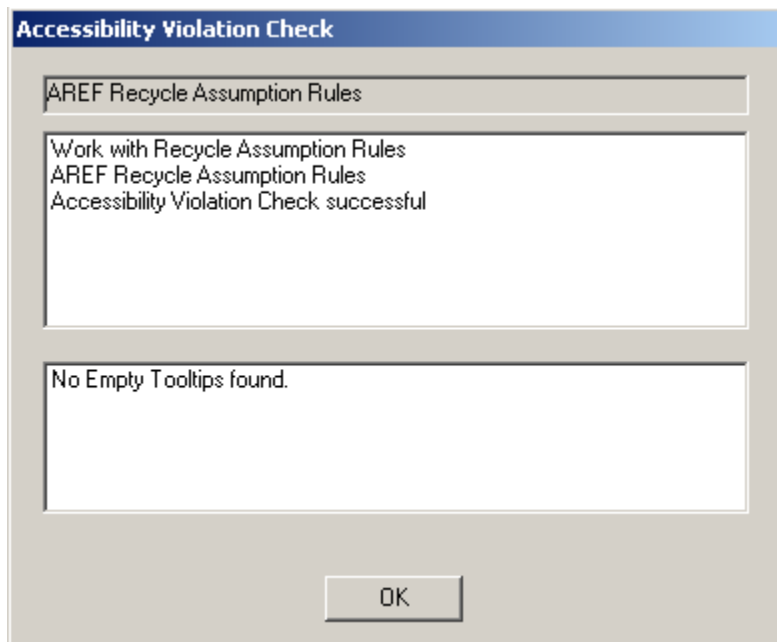 Accessibility Violation Check
AREF Recycle Assumption Rules
Work with Recycle Assumption Rules
AREF Recycle Assumption Rules
Accessibility Violation Check successful
No Empty Tooltips found.
OK